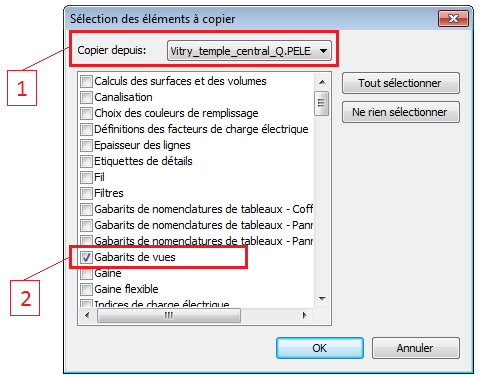 Sélection des éléments à copier
Copier depuis: Vitry_temple_central_Q.PELE
1
Calculs des surfaces et des volumes
Canalisation
Choix des couleurs de remplissage
Définitions des facteurs de charge électrique
Epaisseur des lignes
Etiquettes de détails
Fil
Filtres
Gabarits de nomenclatures de tableaux - Coff
Gabarits de nomenclatures de tableaux - Pann
Gabarits de nomenclatures de tableaux - Pann
Gabarits de vues
2
Gaine
Gaine flexible
Indices de charge électrique
Tout sélectionner
Ne rien sélectionner
OK
Annuler